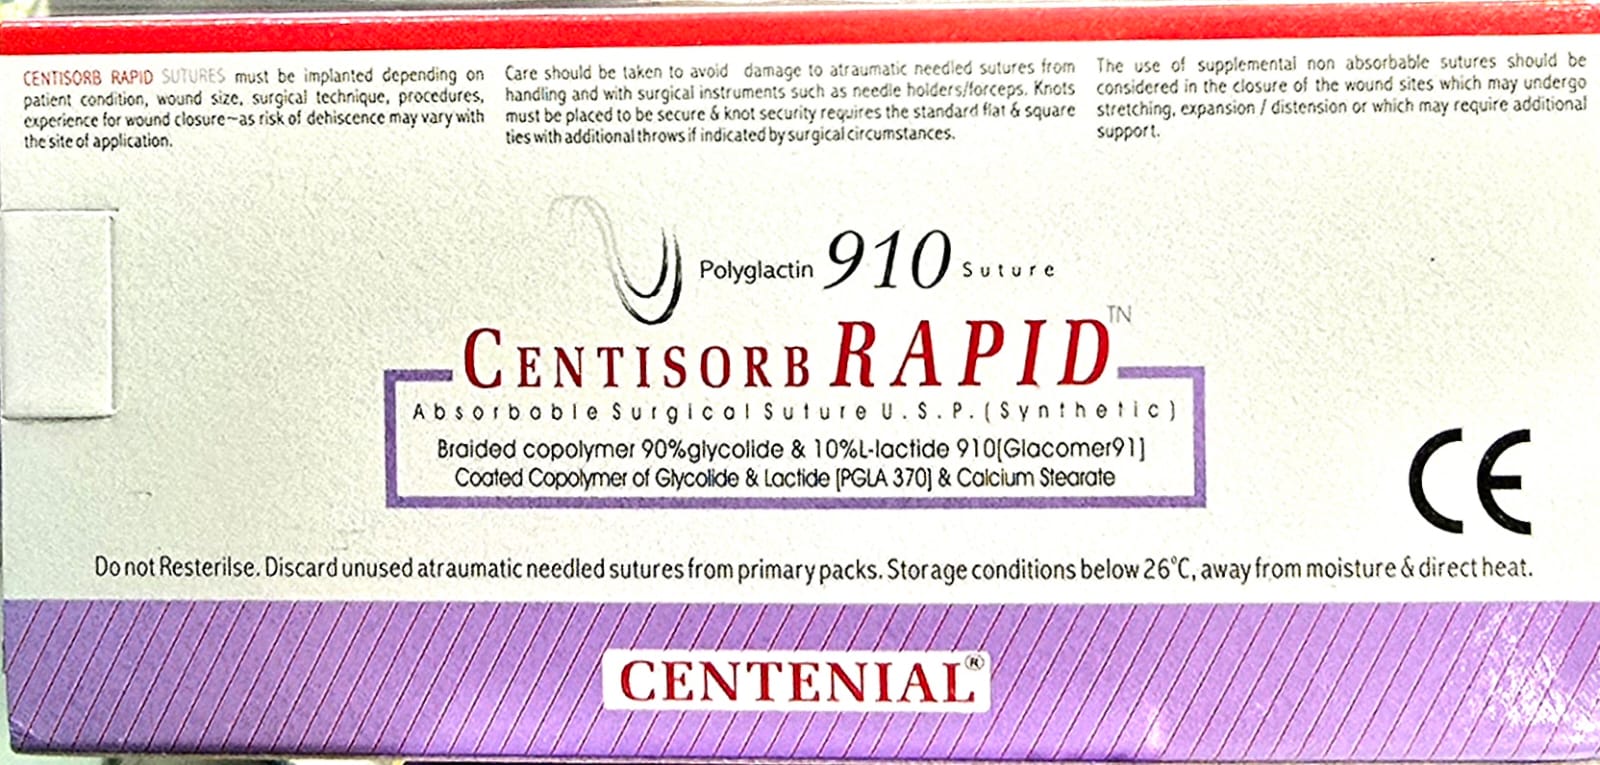 CENTISORB RAPID SUTURES must be implanted depending on
patient condition, wound size, surgical technique, procedures,
experience for wound closure–as risk of dehiscence may vary with
the site of application.
Care should be taken to avoid damage to atraumatic needled sutures from
handling and with surgical instruments such as needle holders/forceps. Knots
must be placed to be secure & knot security requires the standard flat & square
ties with additional throws if indicated by surgical circumstances.
The use of supplemental non absorbable sutures should be
considered in the closure of the wound sites which may undergo
stretching, expansion / distension or which may require additional
support.
Polyglactin 910 Suture
CENTISORB RAPID TN
Absorbable Surgical Suture U.S.P. (Synthetic)
Braided copolymer 90%glycolide & 10%L-lactide 910[Glacomer91]
Coated Copolymer of Glycolide & Lactide [PGLA 370] & Calcium Stearate
CE
Do not Resterilse. Discard unused atraumatic needled sutures from primary packs. Storage conditions below 26°C, away from moisture & direct heat.
CENTENIAL®